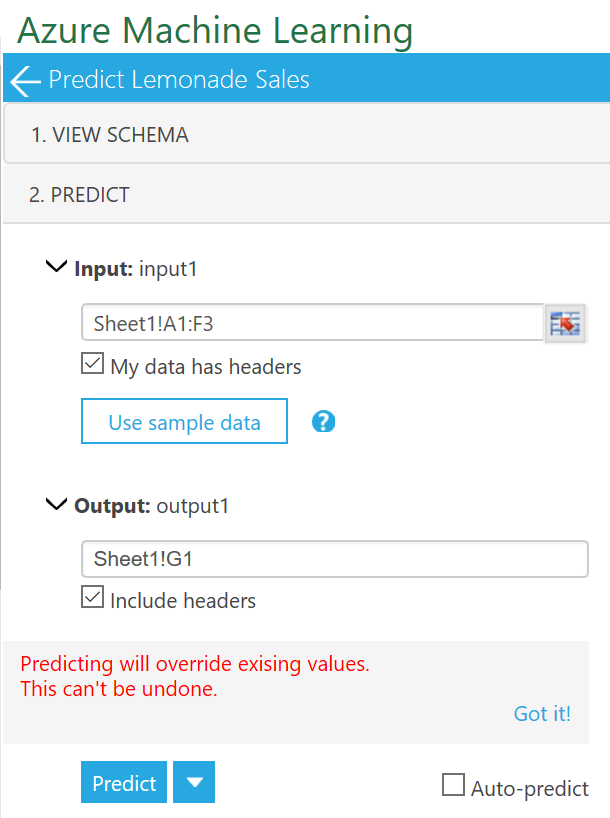 Azure Machine Learning
Predict Lemonade Sales
1. VIEW SCHEMA
2. PREDICT
Input: input1
Sheet1!A1:F3
My data has headers
Use sample data ?
Output: output1
Sheet1!G1
Include headers
Predicting will override exising values.
This can't be undone.
Got it!
Predict
Auto-predict